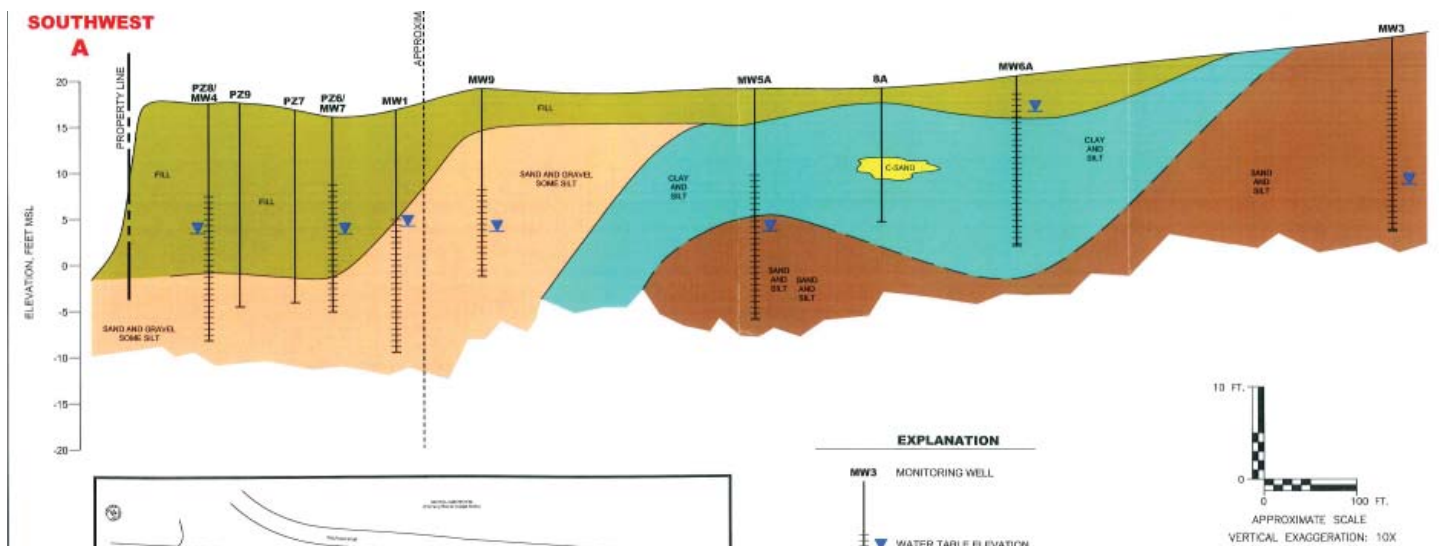 SOUTHWEST
A
APPROXIM
MW3
PROPERTY LINE
PZ8/
MW4
PZ9
PZ7
PZ6/
MW7
MW1
MW9
MW5A
8A
MW6A
20
15
10
5
0
-5
-10
-15
-20
ELEVATION, FEET MSL
FILL
FILL
FILL
SAND AND GRAVEL
SOME SILT
CLAY
AND
SILT
C-SAND
CLAY
AND
SILT
SAND
AND
SILT
SAND
AND
SILT
SAND
AND
SILT
SAND AND GRAVEL
SOME SILT
EXPLANATION
MW3 MONITORING WELL
WATER TABLE ELEVATION
10 FT.
0
0 100 FT.
APPROXIMATE SCALE
VERTICAL EXAGGERATION: 10X